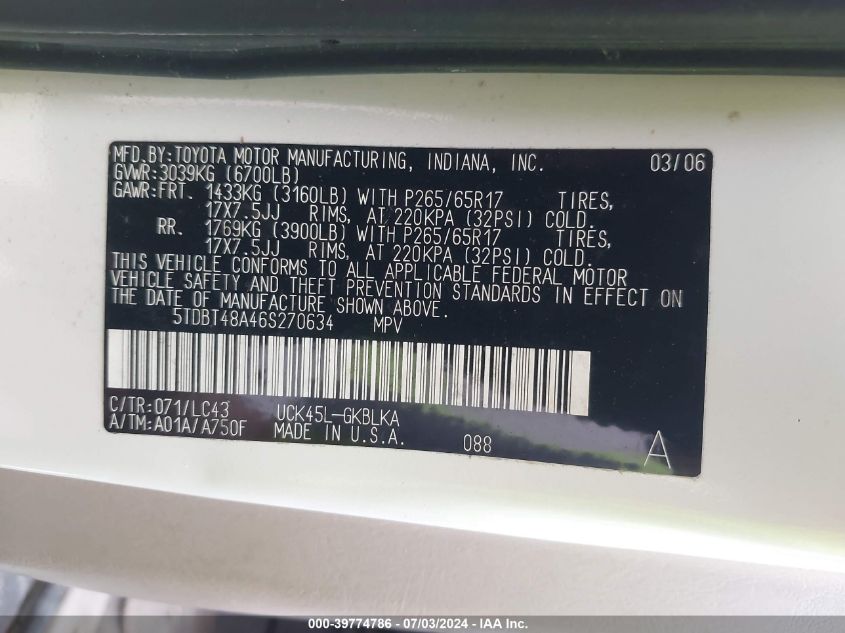 MFD.BY:TOYOTA MOTOR MANUFACTURING, INDIANA, INC. 03/06
GVWR:3039KG (6700LB)
GAWR:FRT. 1433KG (3160LB) WITH P265/65R17 TIRES,
17X7.5JJ RIMS, AT 220KPA (32PSI) COLD.
RR. 1769KG (3900LB) WITH P265/65R17 TIRES,
17X7.5JJ RIMS, AT 220KPA (32PSI) COLD.
THIS VEHICLE CONFORMS TO ALL APPLICABLE FEDERAL MOTOR
VEHICLE SAFETY AND THEFT PREVENTION STANDARDS IN EFFECT ON
THE DATE OF MANUFACTURE SHOWN ABOVE.
5TDBT48A46S270634 MPV
C/TR:071/LC43 UCK45L-GKBLKA
A/TM:A01A/A750F MADE IN U.S.A. 088 A
000-39774786 - 07/03/2024 - IAA Inc.